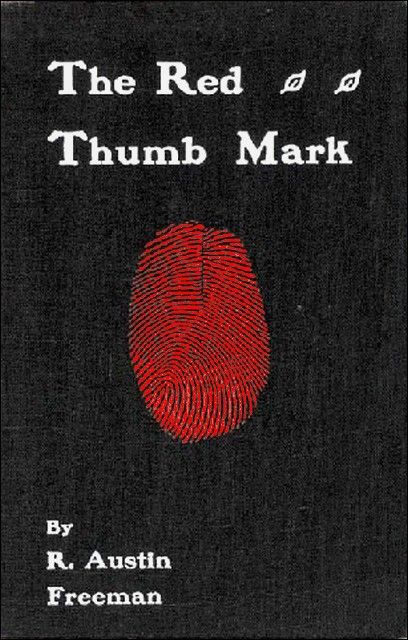 The Red
Thumb Mark
By
R. Austin
Freeman